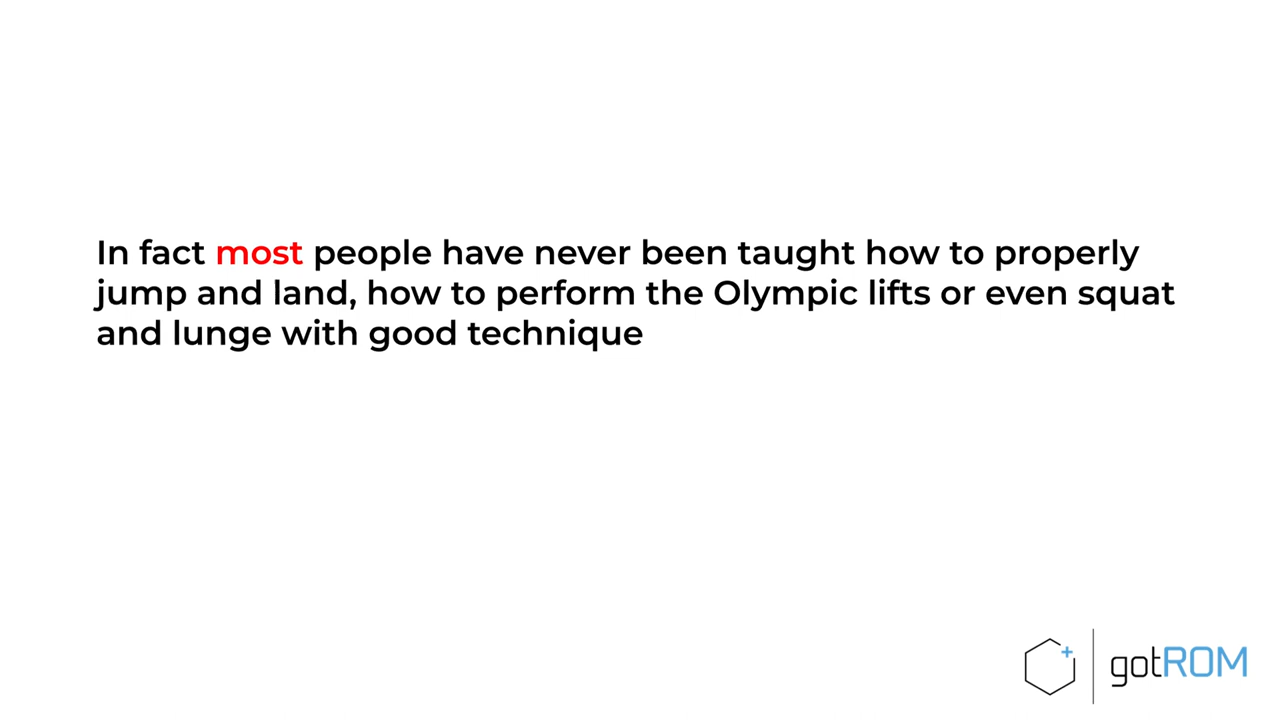 In fact most people have never been taught how to properly
jump and land, how to perform the Olympic lifts or even squat
and lunge with good technique
gotROM